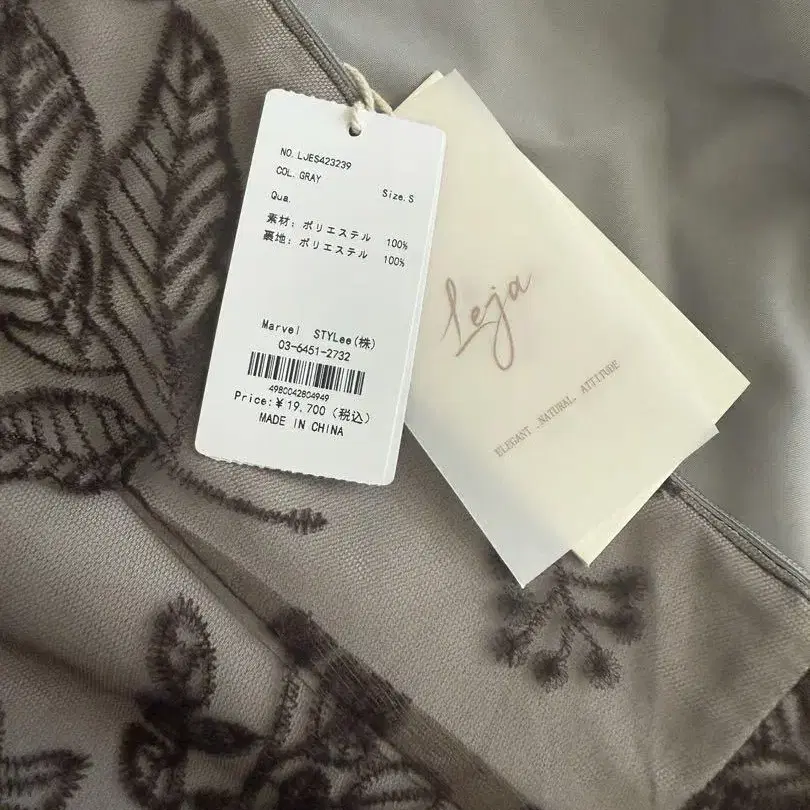 NO. LJES423239
COL. GRAY
Size. S
Qua.
素材: ポリエステル 100%
裏地: ポリエステル 100%
Marvel STYLee(株)
03-6451-2732
4980042804949
Price:¥19.700(税込)
MADE IN CHINA
Leja
ELEGANT .NATURAL. ATTITUDE